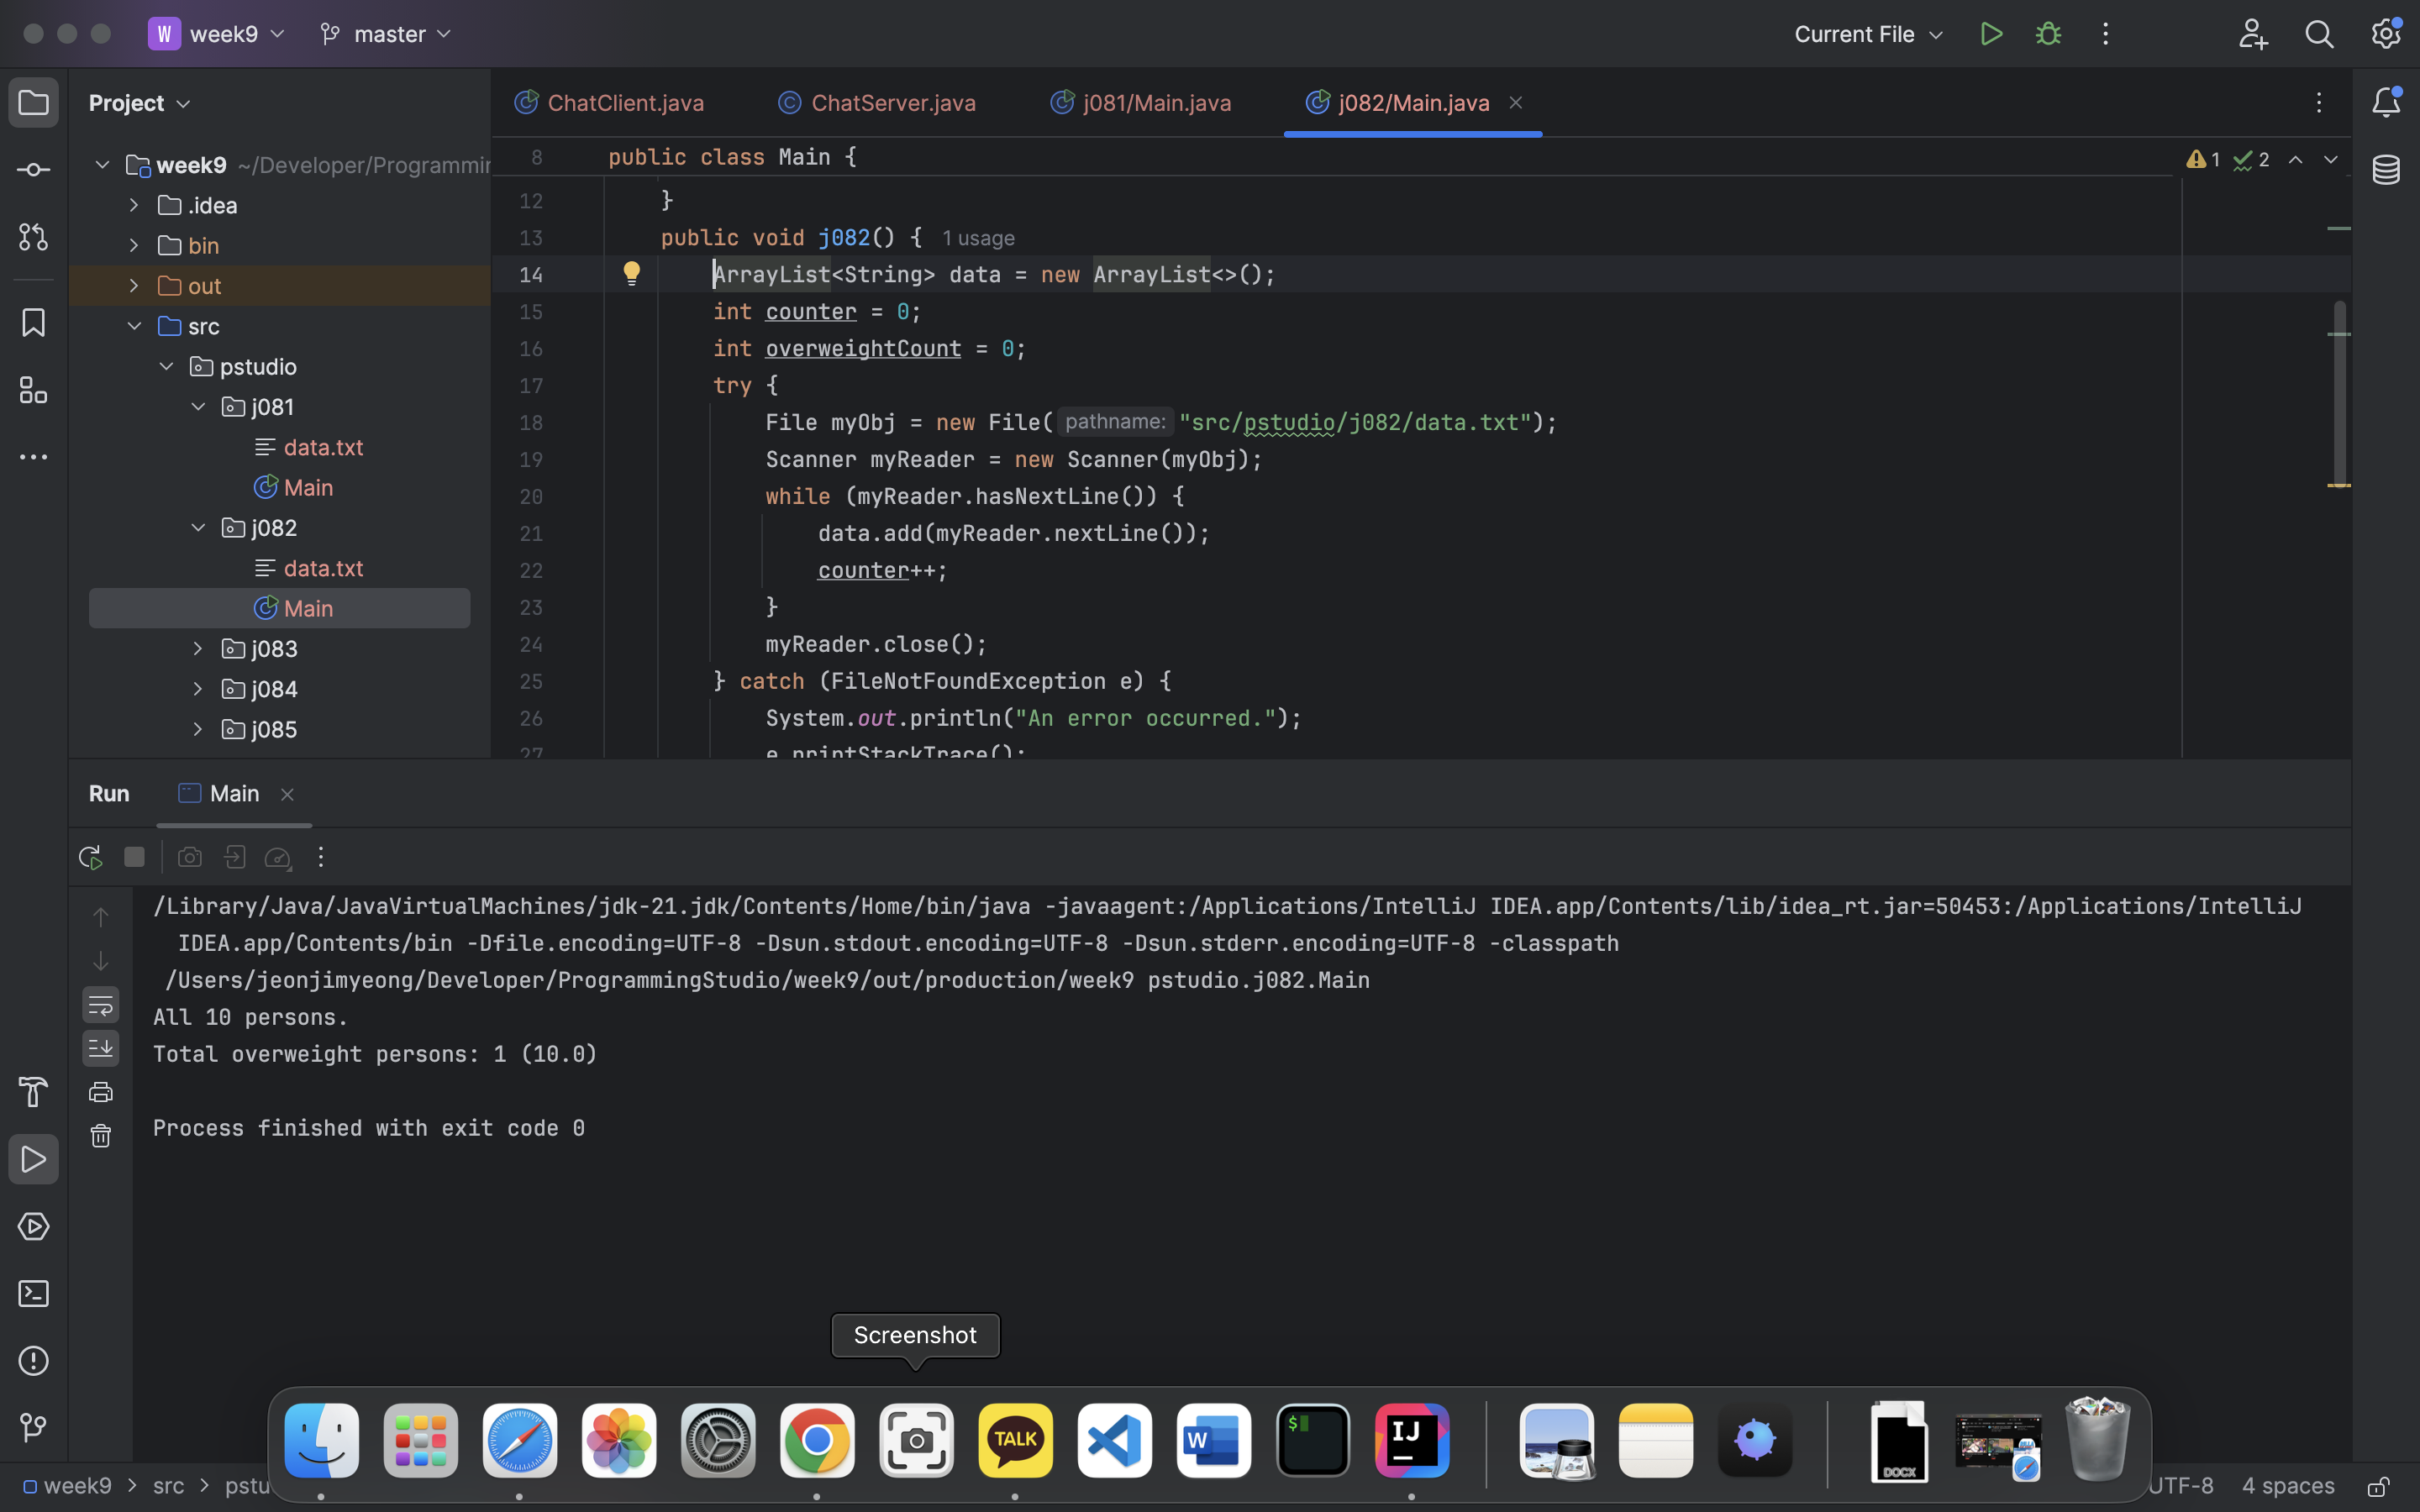 W week9 master Current File
Project
ChatClient.java ChatServer.java j081/Main.java j082/Main.java
week9 ~/Developer/Programmin
.idea
bin
out
src
pstudio
j081
data.txt
Main
j082
data.txt
Main
j083
j084
j085
8 public class Main {
1 2
12 }
13 public void j082() { 1 usage
14 ArrayList<String> data = new ArrayList<>();
15 int counter = 0;
16 int overweightCount = 0;
17 try {
18 File myObj = new File( pathname: "src/pstudio/j082/data.txt");
19 Scanner myReader = new Scanner(myObj);
20 while (myReader.hasNextLine()) {
21 data.add(myReader.nextLine());
22 counter++;
23 }
24 myReader.close();
25 } catch (FileNotFoundException e) {
26 System.out.println("An error occurred.");
27 e.printStackTrace();
Run Main
/Library/Java/JavaVirtualMachines/jdk-21.jdk/Contents/Home/bin/java -javaagent:/Applications/IntelliJ IDEA.app/Contents/lib/idea_rt.jar=50453:/Applications/IntelliJ
IDEA.app/Contents/bin -Dfile.encoding=UTF-8 -Dsun.stdout.encoding=UTF-8 -Dsun.stderr.encoding=UTF-8 -classpath
/Users/jeonjimyeong/Developer/ProgrammingStudio/week9/out/production/week9 pstudio.j082.Main
All 10 persons.
Total overweight persons: 1 (10.0)
Process finished with exit code 0
Screenshot
TALK W $ IJ DOCX
week9 > src > pstu UTF-8 4 spaces